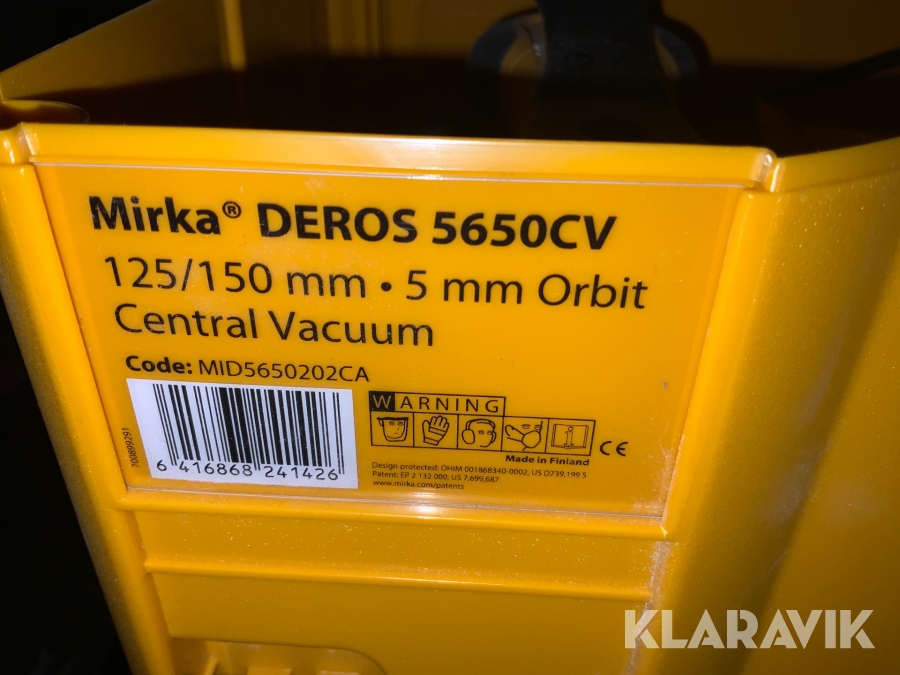 Mirka® DEROS 5650CV
125/150 mm • 5 mm Orbit
Central Vacuum
Code: MID5650202CA
WARNING
CE
Made in Finland
700899291
6 416868 241426
Design protected: OHIM 001868340-0002, US D739,199 S
Patent: EP 2 132 000; US 7,699,687
www.mirka.com/patents
KLARAVIK